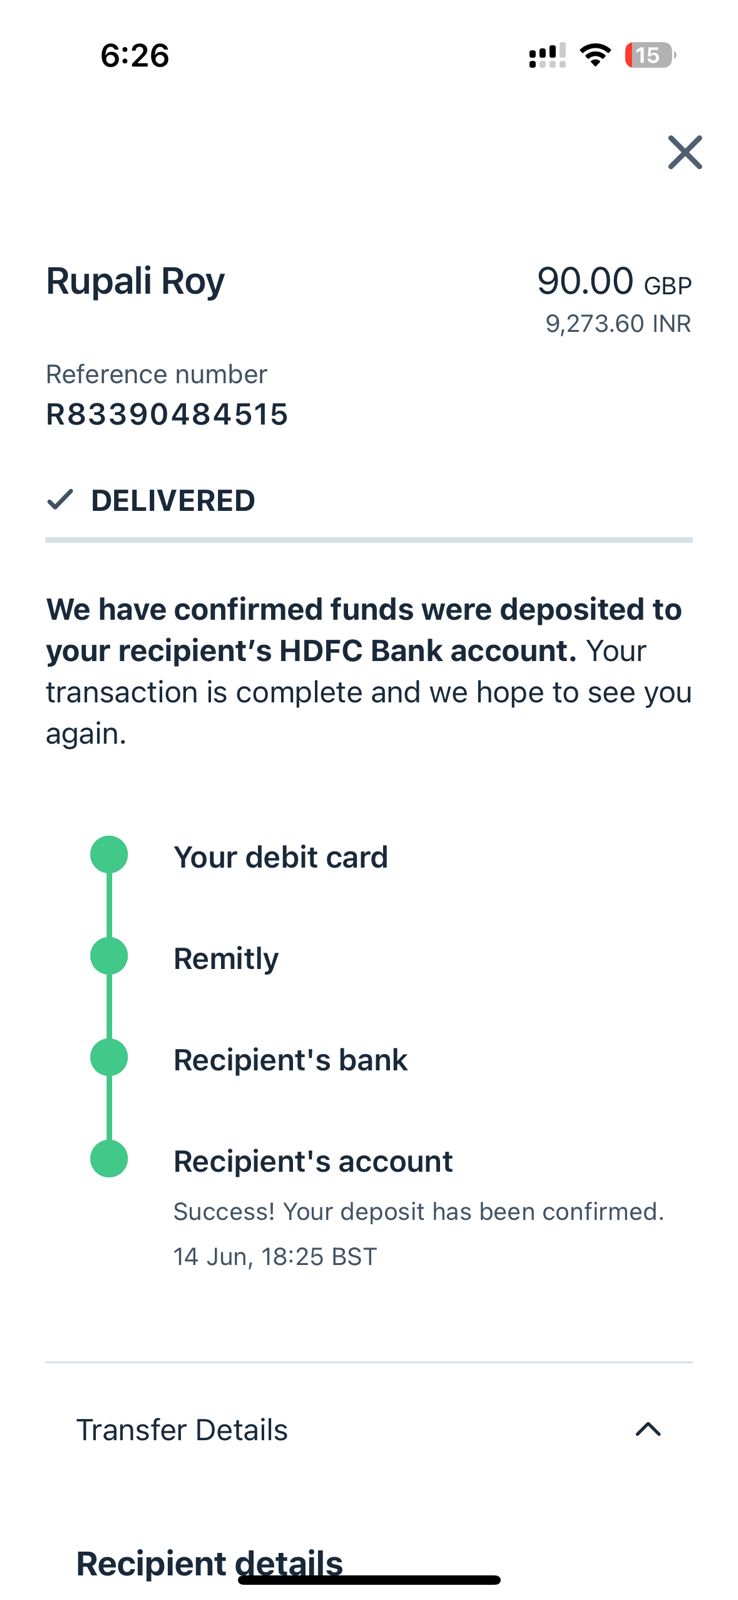 6:26
15
Rupali Roy
90.00 GBP
9,273.60 INR
Reference number
R83390484515
DELIVERED
We have confirmed funds were deposited to
your recipient’s HDFC Bank account. Your
transaction is complete and we hope to see you
again.
Your debit card
Remitly
Recipient's bank
Recipient's account
Success! Your deposit has been confirmed.
14 Jun, 18:25 BST
Transfer Details
Recipient details